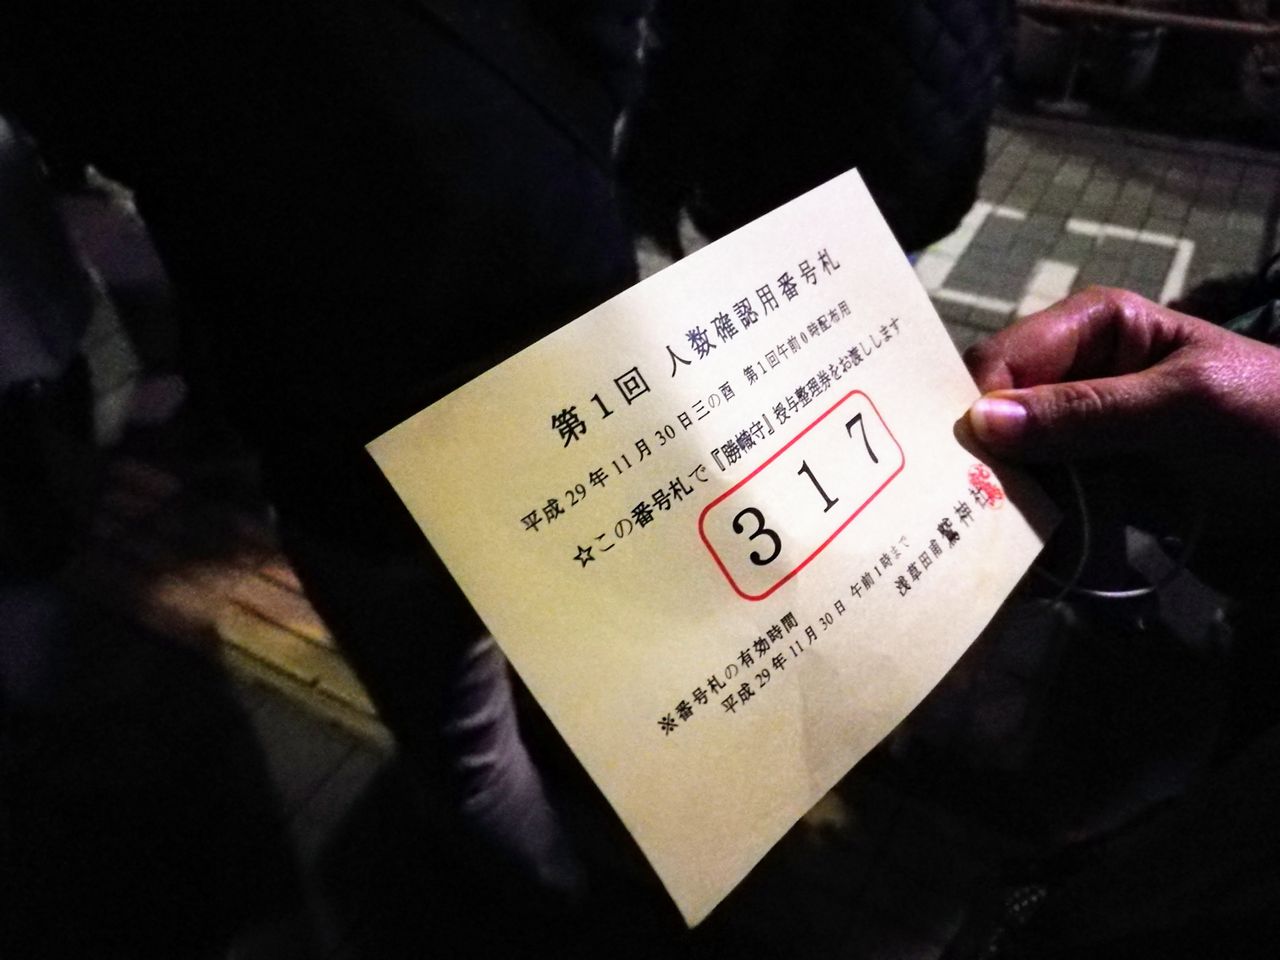 第1回 人数確認用番号札
平成29年11月30日三の酉 第1回午前0時配布用
☆この番号札で『勝幟守』授与整理券をお渡しします
317
※番号札の有効時間
平成29年11月30日 午前1時まで
浅草田甫 鷲神社